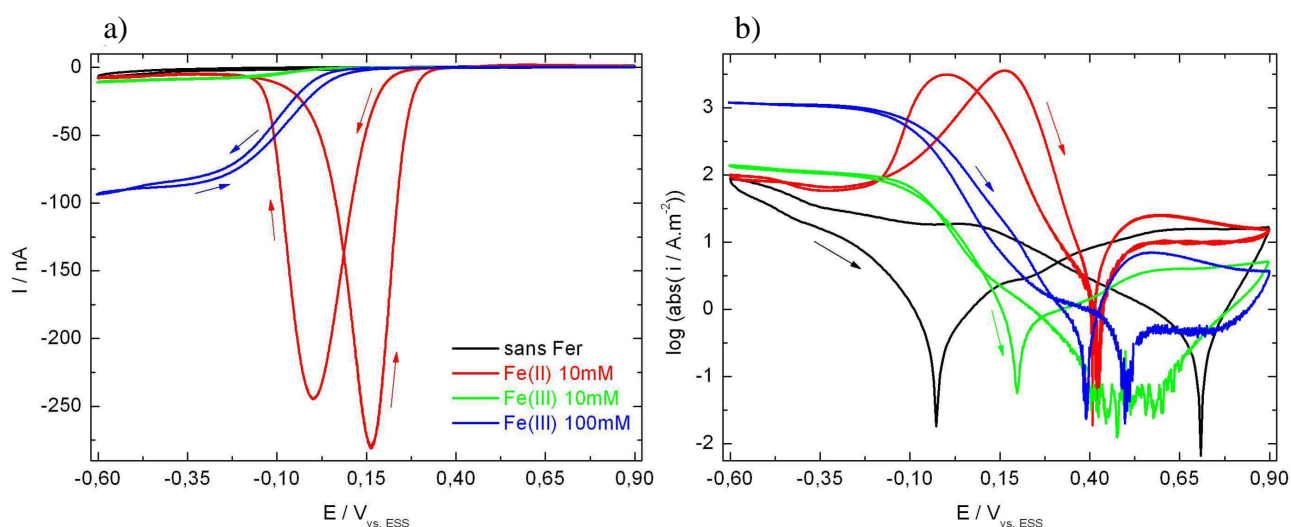 a)
b)
0
-50
-100
-150
-200
-250
I / nA
sans Fer
Fe(II) 10mM
Fe(III) 10mM
Fe(III) 100mM
-0,60 -0,35 -0,10 0,15 0,40 0,65 0,90
E / V vs. ESS
3
2
1
0
-1
-2
log (abs( i / A.m-2))
-0,60 -0,35 -0,10 0,15 0,40 0,65 0,90
E / V vs. ESS